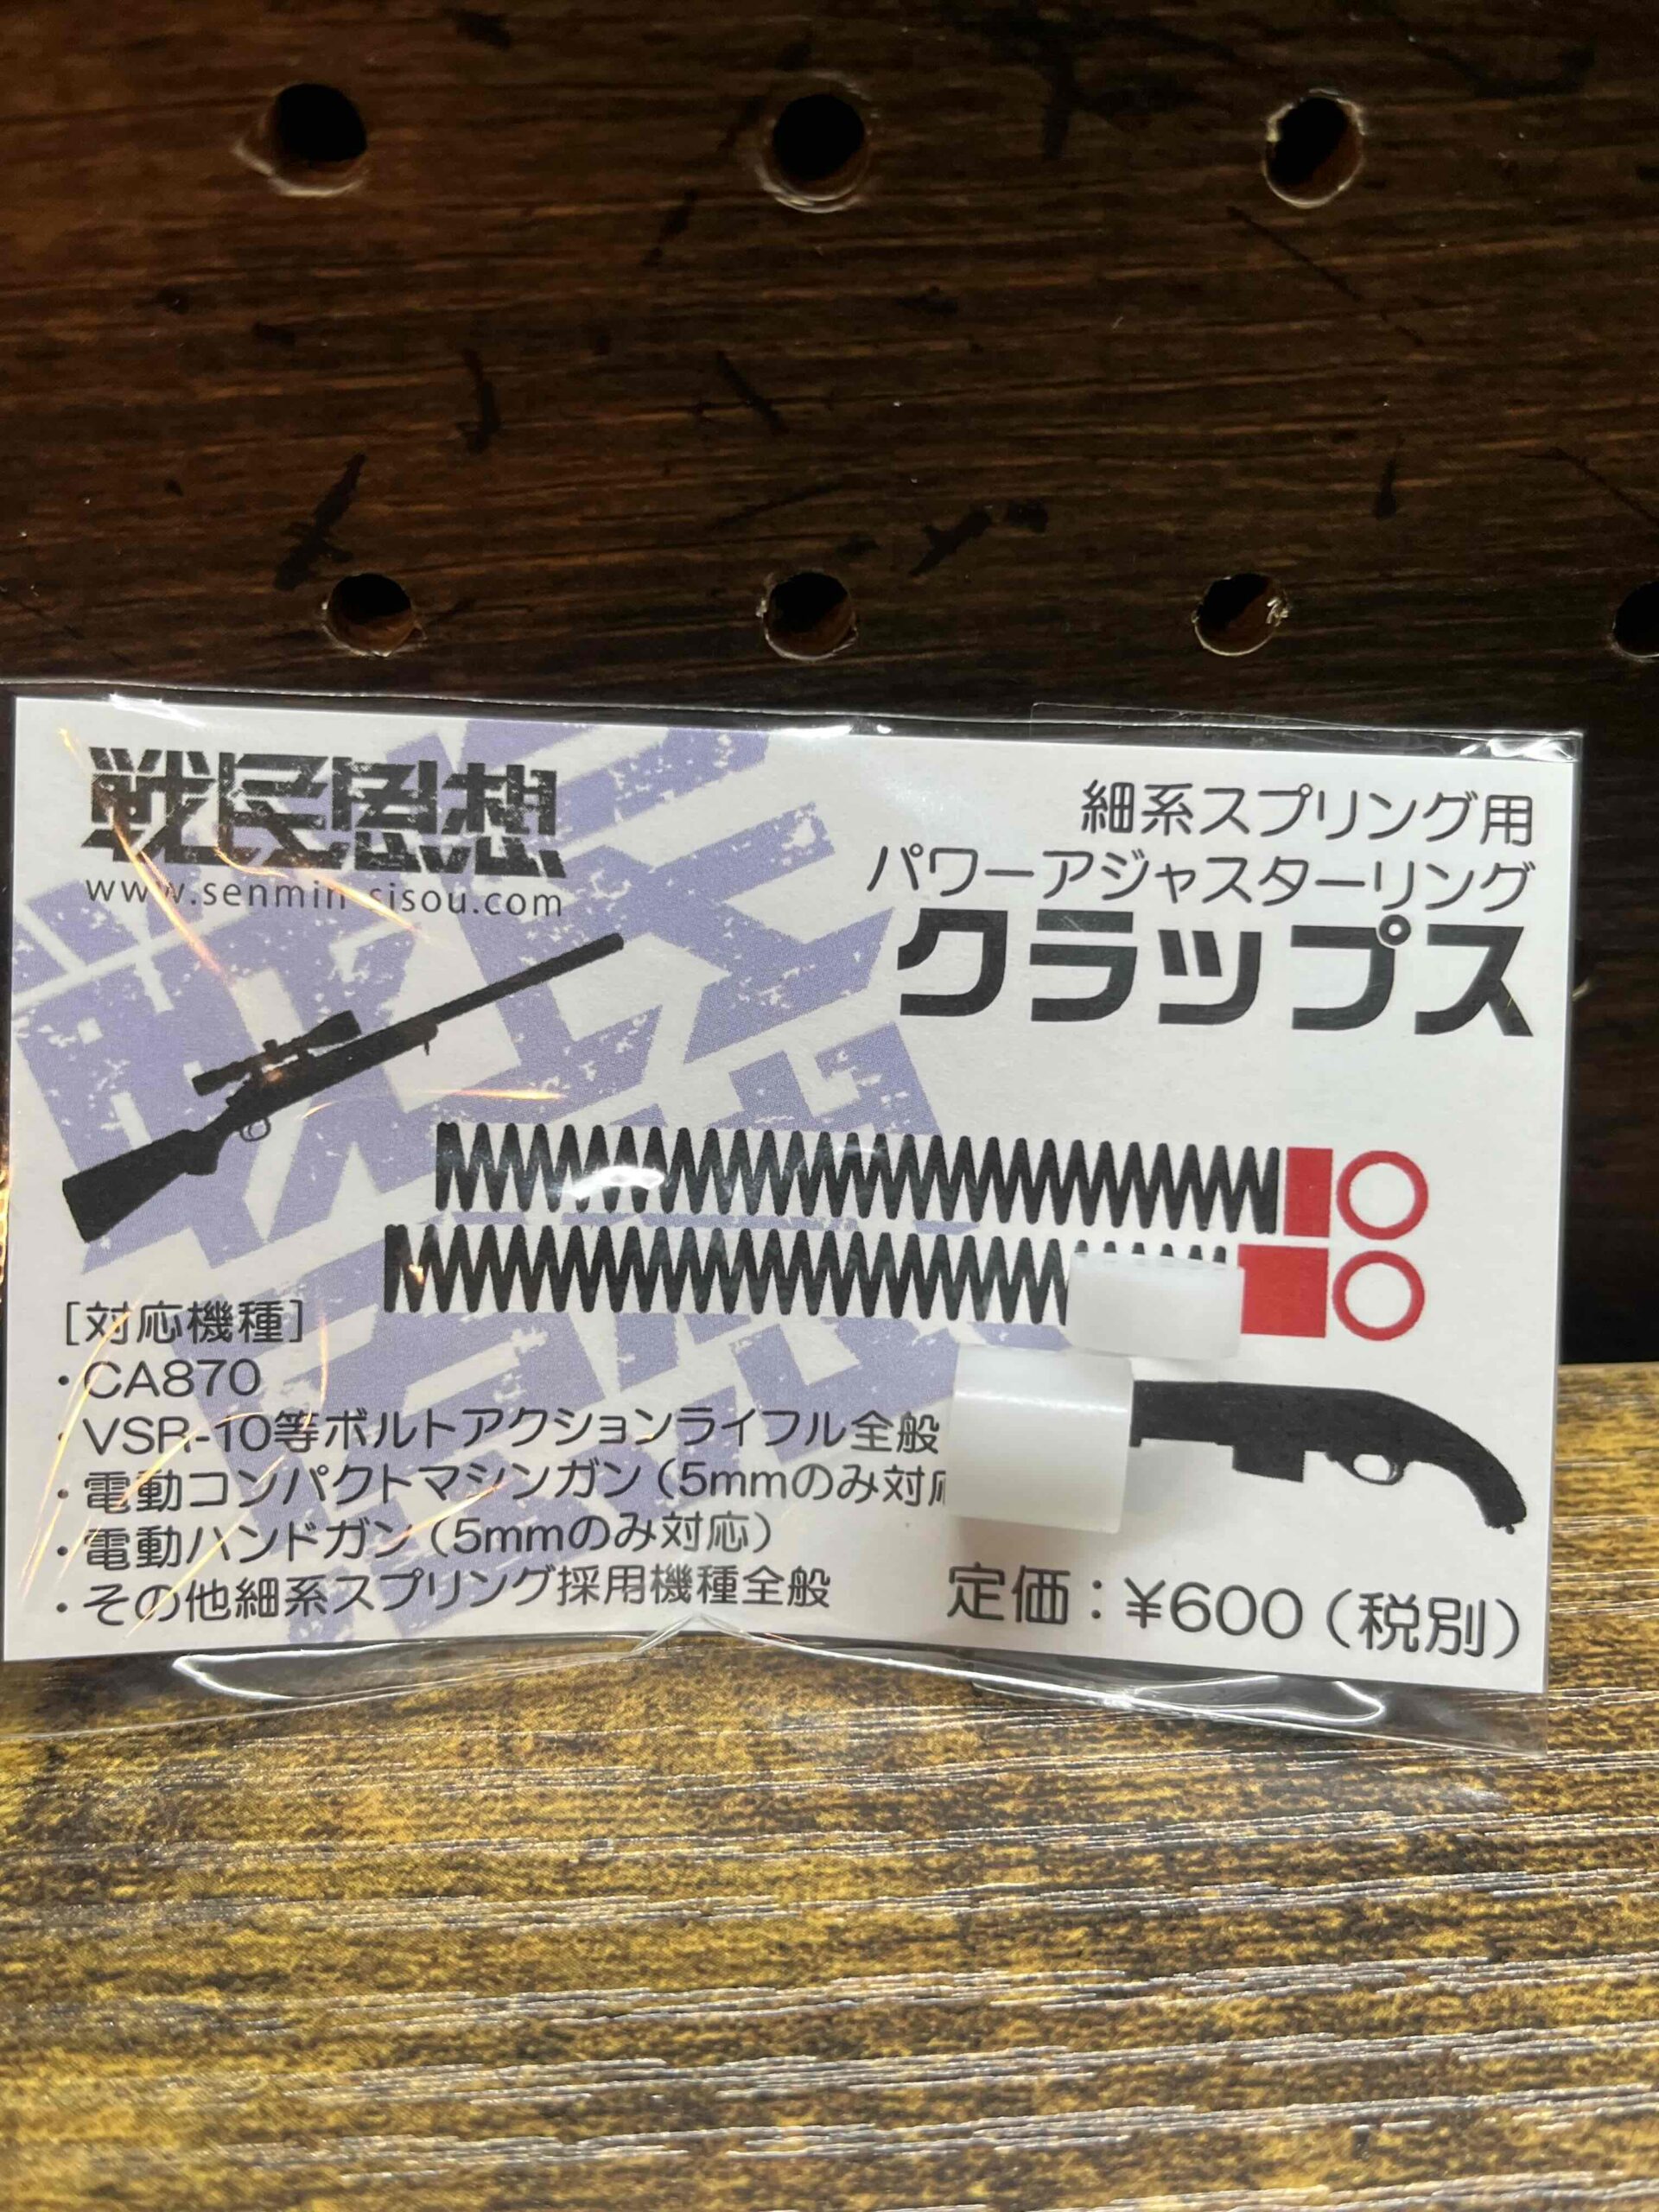 戦民思想
www.senmin-sisou.com
細系スプリング用
パワーアジャスターリング
クラップス
[対応機種]
・CA870
・VSR-10等ボルトアクションライフル全般
・電動コンパクトマシンガン(5mmのみ対応
・電動ハンドガン(5mmのみ対応)
・その他細系スプリング採用機種全般
定価:¥600(税別)